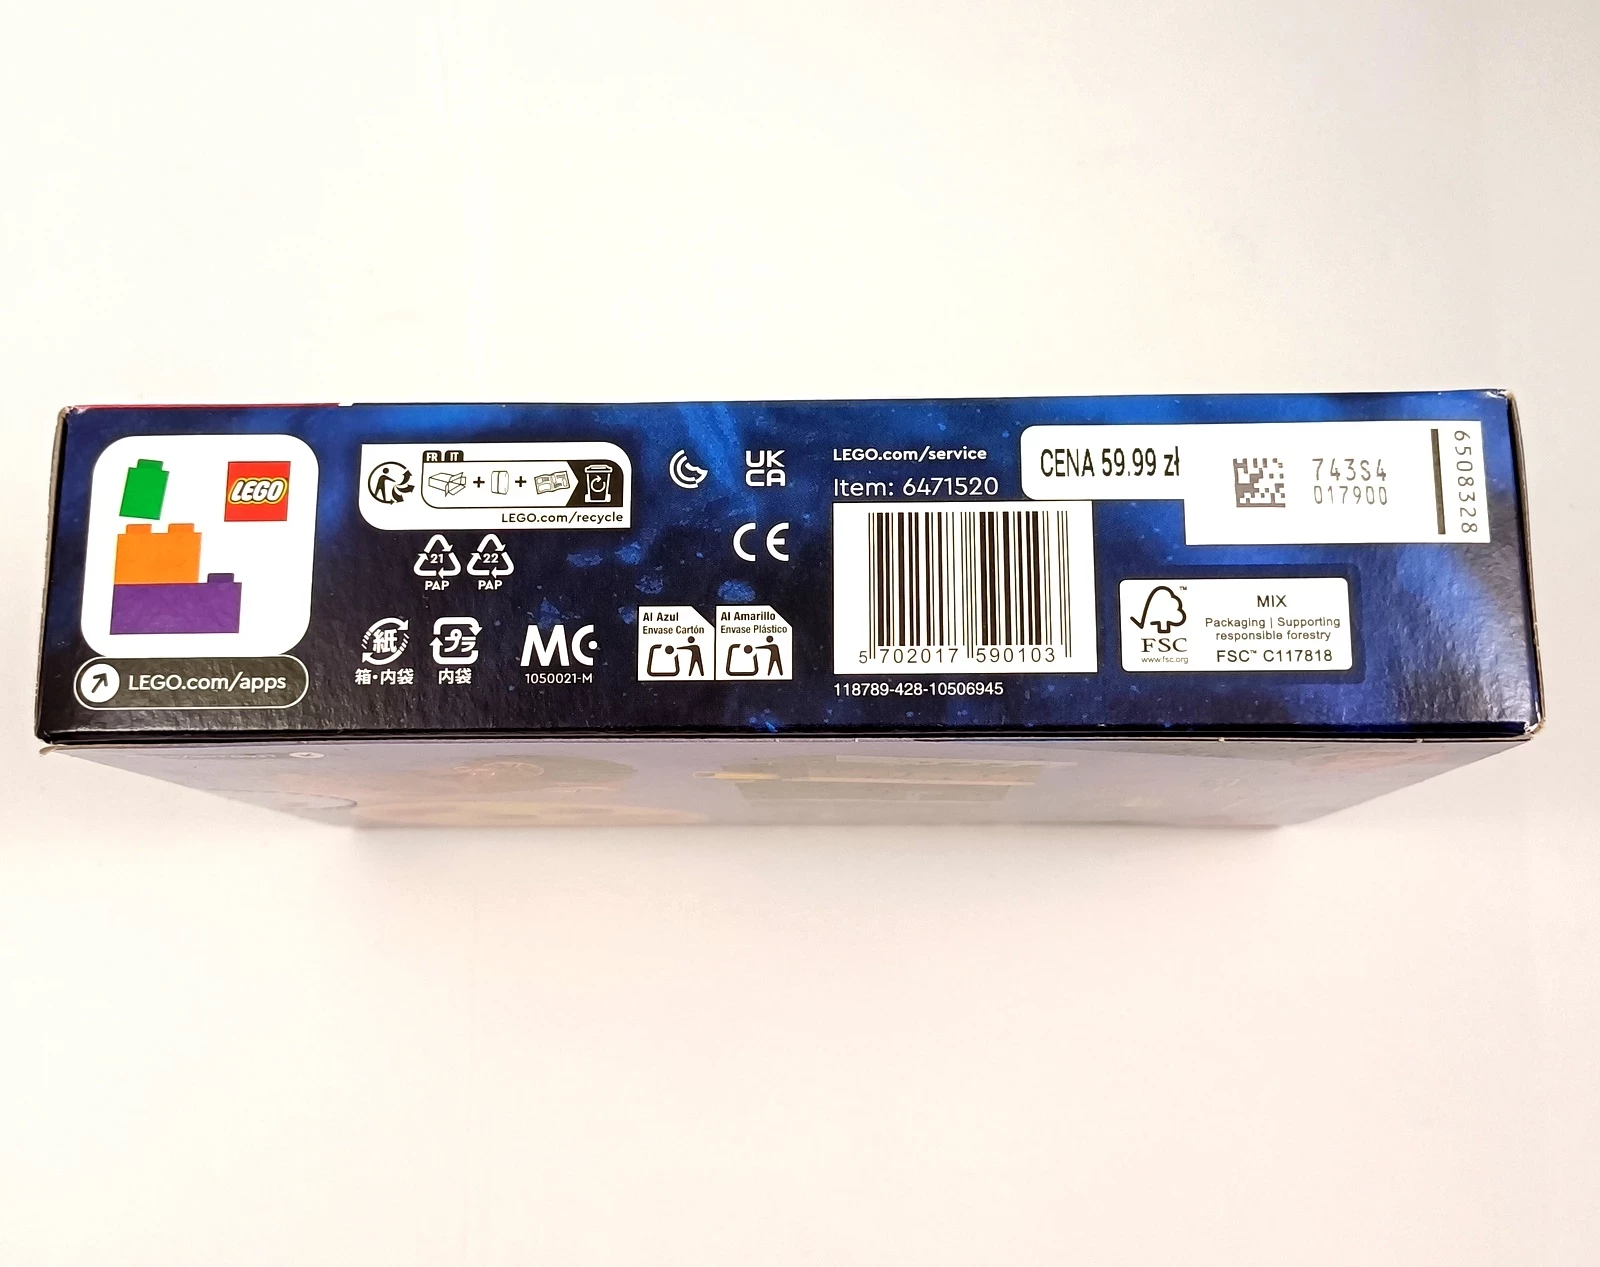 LEGO
LEGO.com/apps
FR IT
LEGO.com/recycle
21
PAP
22
PAP
紙
箱・内袋
プラ
内袋
MC
1050021-M
UK
CA
CE
Al Azul
Envase Cartón
Al Amarillo
Envase Plástico
LEGO.com/service
Item: 6471520
5 702017 590103
118789-428-10506945
CENA 59.99 zł
743S4
017900
6508328
FSC
www.fsc.org
MIX
Packaging | Supporting
responsible forestry
FSC™ C117818